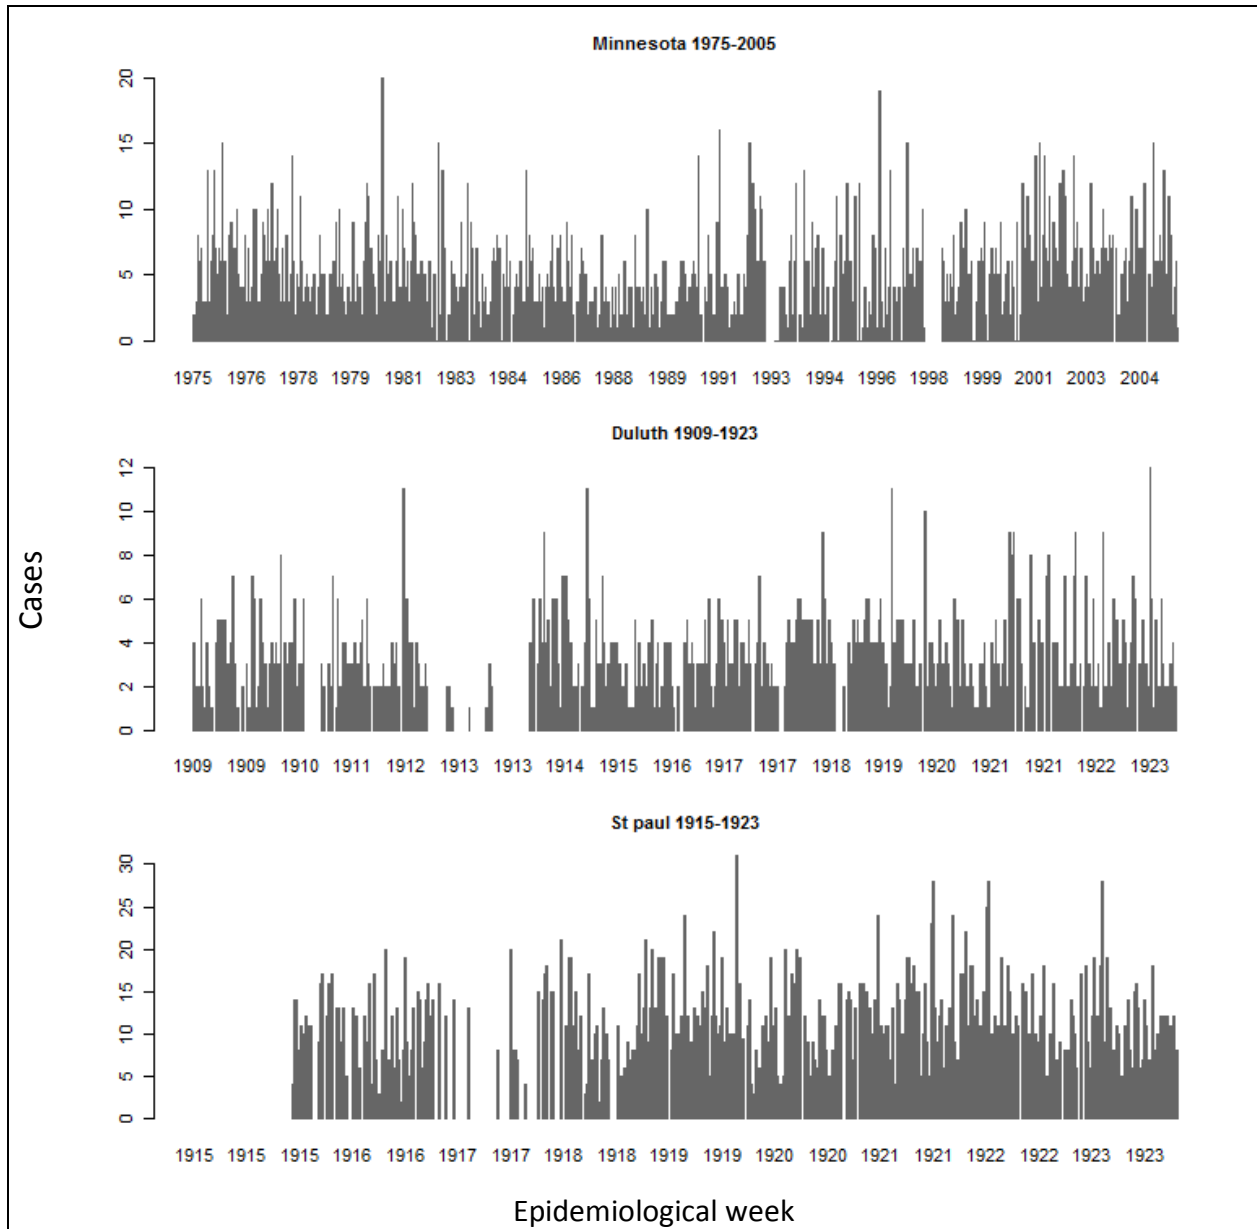 Minnesota 1975-2005
20
15
10
5
0
1975 1976 1978 1979 1981 1983 1984 1986 1988 1989 1991 1993 1994 1996 1998 1999 2001 2003 2004
Duluth 1909-1923
12
10
8
6
4
2
0
1909 1909 1910 1911 1912 1913 1913 1914 1915 1916 1917 1917 1918 1919 1920 1921 1921 1922 1923
Cases
St paul 1915-1923
30
25
20
15
10
5
0
1915 1915 1915 1916 1916 1917 1917 1918 1918 1919 1919 1920 1920 1921 1921 1922 1922 1923 1923
Epidemiological week